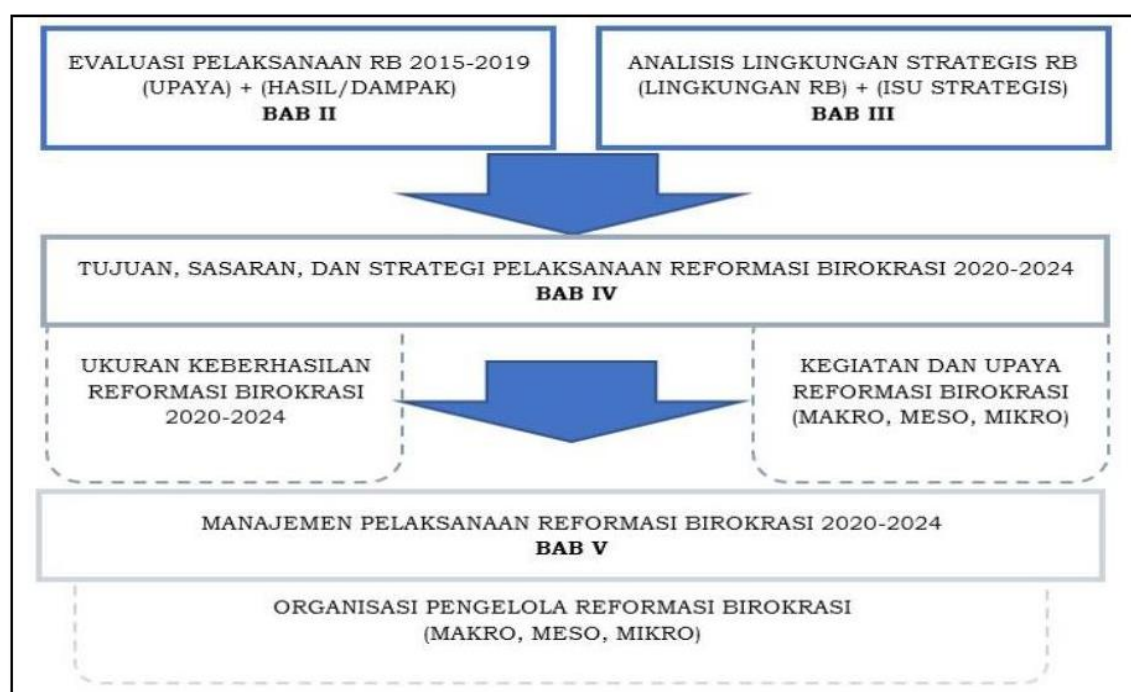 EVALUASI PELAKSANAAN RB 2015-2019
(UPAYA) + (HASIL/DAMPAK)
BAB II
ANALISIS LINGKUNGAN STRATEGIS RB
(LINGKUNGAN RB) + (ISU STRATEGIS)
BAB III
TUJUAN, SASARAN, DAN STRATEGI PELAKSANAAN REFORMASI BIROKRASI 2020-2024
BAB IV
UKURAN KEBERHASILAN
REFORMASI BIROKRASI
2020-2024
KEGIATAN DAN UPAYA
REFORMASI BIROKRASI
(MAKRO, MESO, MIKRO)
MANAJEMEN PELAKSANAAN REFORMASI BIROKRASI 2020-2024
BAB V
ORGANISASI PENGELOLA REFORMASI BIROKRASI
(MAKRO, MESO, MIKRO)